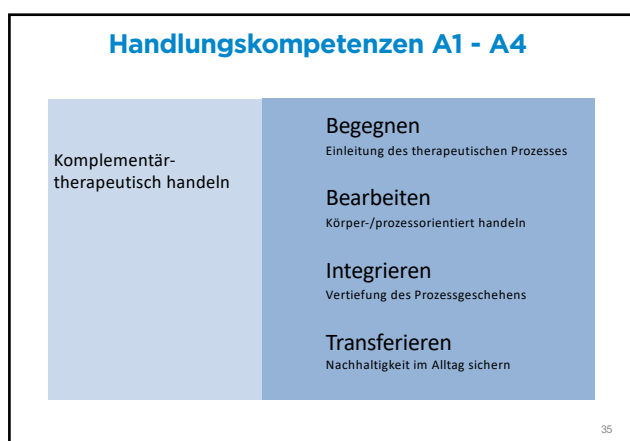 Handlungskompetenzen A1 - A4
Komplementär-
therapeutisch handeln
Begegnen
Einleitung des therapeutischen Prozesses
Bearbeiten
Körper-/prozessorientiert handeln
Integrieren
Vertiefung des Prozessgeschehens
Transferieren
Nachhaltigkeit im Alltag sichern
35